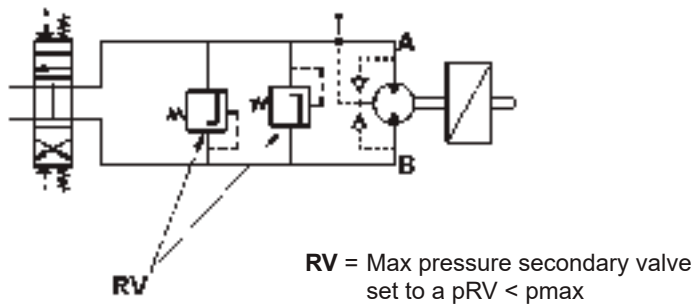 A
B
RV
RV = Max pressure secondary valve
set to a pRV < pmax